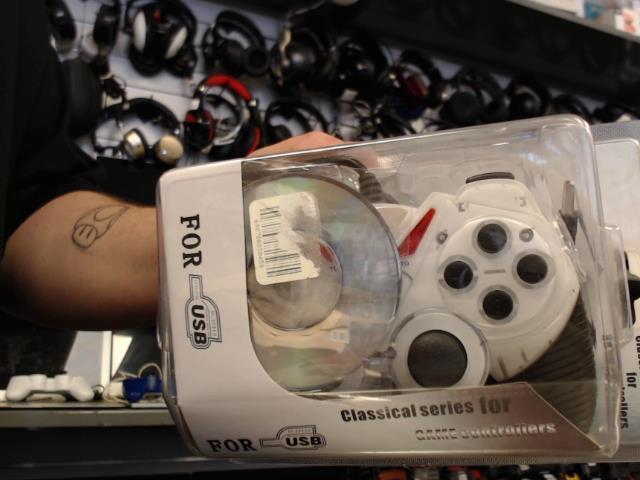 FOR
USB
FOR
USB
Classical series for
GAME controllers
for